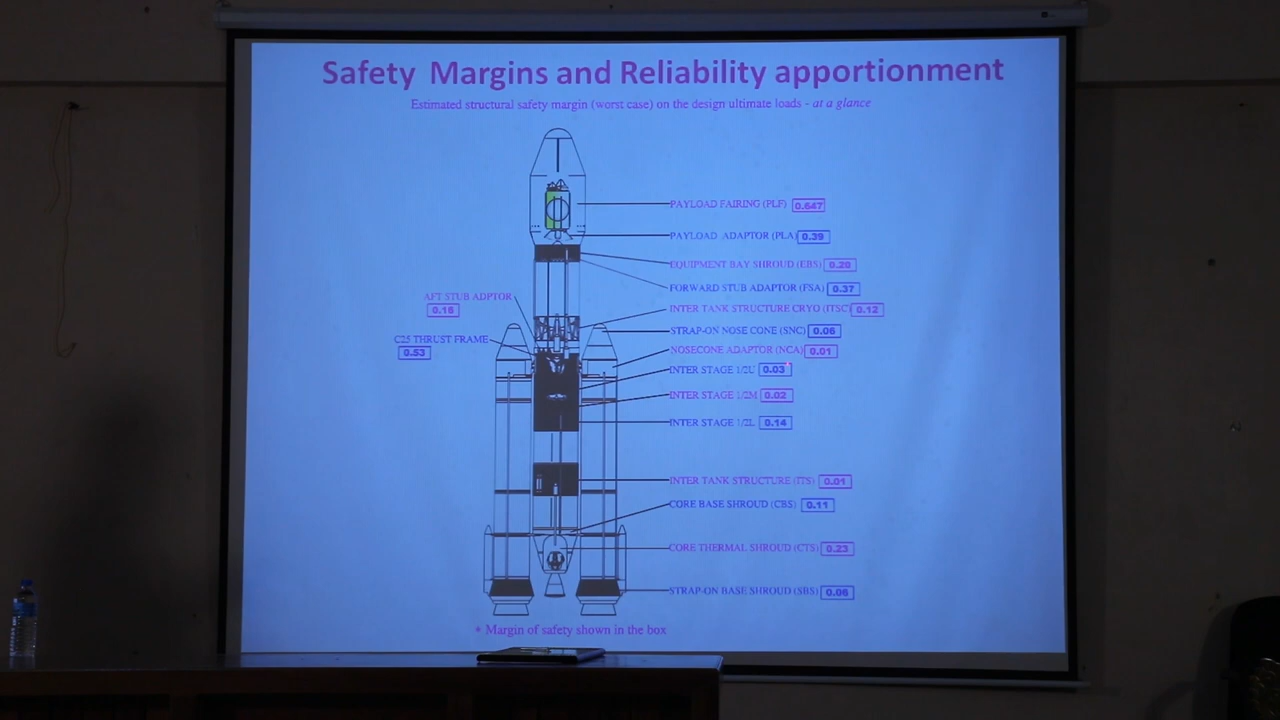 Safety Margins and Reliability apportionment
Estimated structural safety margin (worst case) on the design ultimate loads - at a glance
PAYLOAD FAIRING (PLF) 0.647
PAYLOAD ADAPTOR (PLA) 0.39
EQUIPMENT BAY SHROUD (EBS) 0.20
FORWARD STUB ADAPTOR (FSA) 0.37
AFT STUB ADPTOR
0.16
INTER TANK STRUCTURE CRYO (ITSC) 0.12
STRAP-ON NOSE CONE (SNC) 0.06
C25 THRUST FRAME
0.53
NOSECONE ADAPTOR (NCA) 0.01
INTER STAGE 1/2U 0.03
INTER STAGE 1/2M 0.02
INTER STAGE 1/2L 0.14
INTER TANK STRUCTURE (ITS) 0.01
CORE BASE SHROUD (CBS) 0.11
CORE THERMAL SHROUD (CTS) 0.23
STRAP-ON BASE SHROUD (SBS) 0.06
* Margin of safety shown in the box